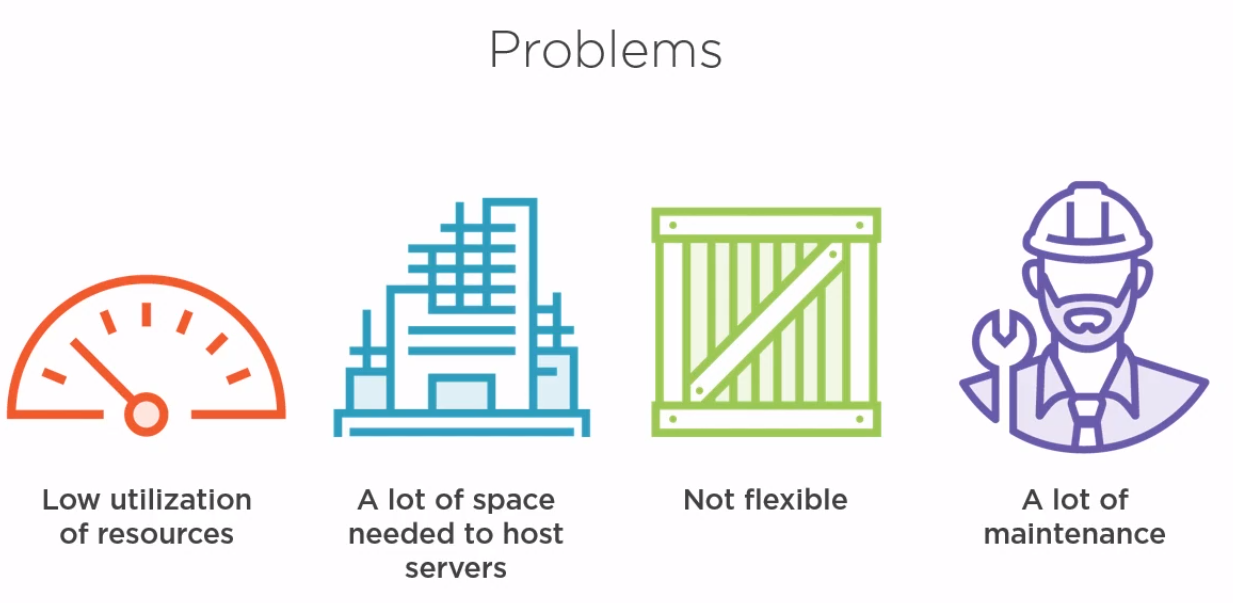 Problems
Low utilization
of resources
A lot of space
needed to host
servers
Not flexible
A lot of
maintenance